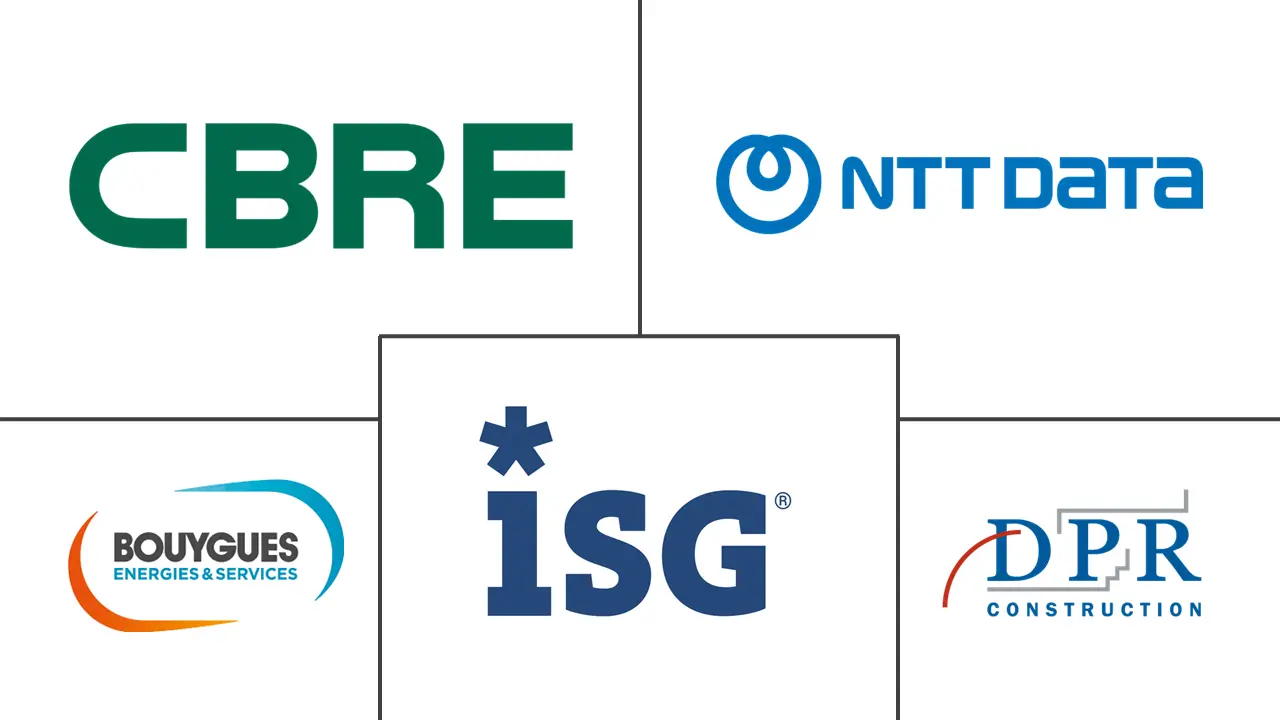 CBRE
NTT DATA
BOUYGUES
ENERGIES & SERVICES
iSG®
DPR
CONSTRUCTION